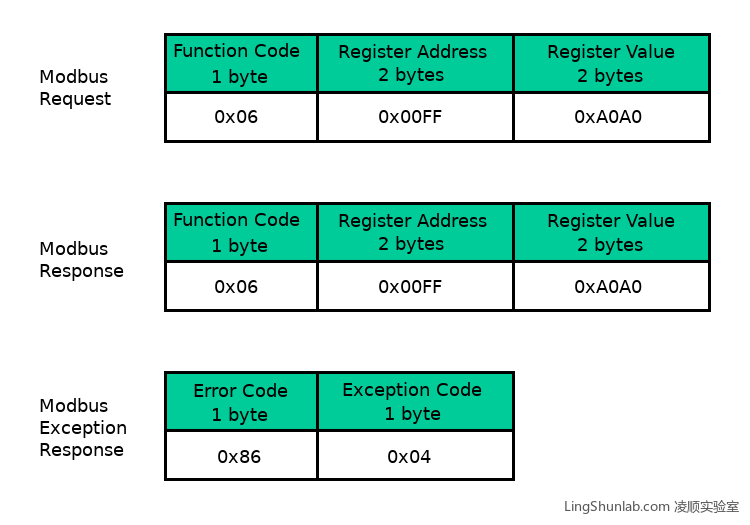 Modbus
Request
Function Code
1 byte
Register Address
2 bytes
Register Value
2 bytes
0x06
0x00FF
0xA0A0
Modbus
Response
Function Code
1 byte
Register Address
2 bytes
Register Value
2 bytes
0x06
0x00FF
0xA0A0
Modbus
Exception
Response
Error Code
1 byte
Exception Code
1 byte
0x86
0x04
LingShunlab.com 凌顺实验室